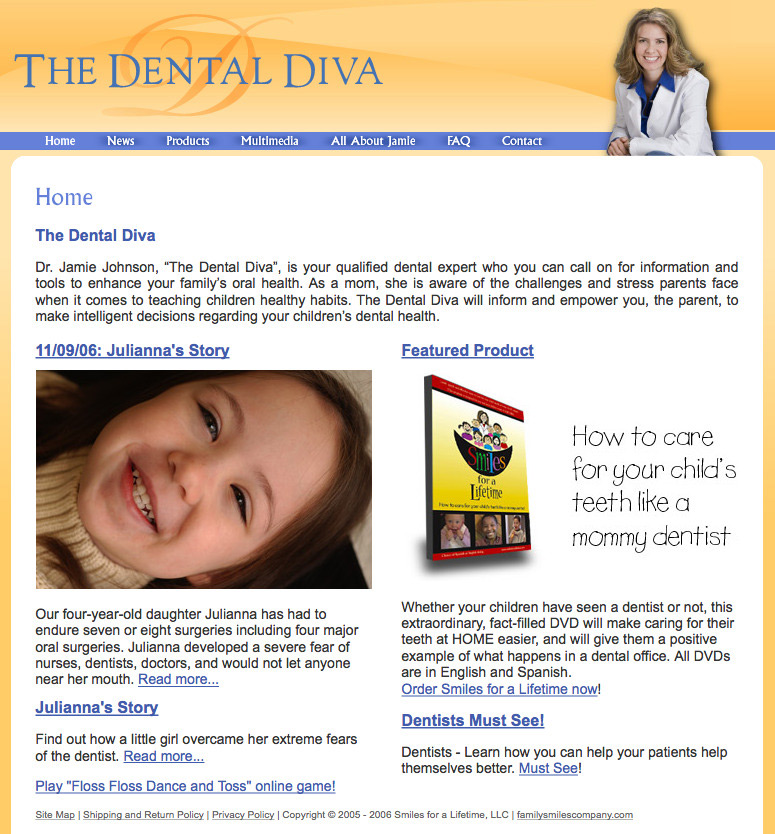 THE DENTAL DIVA
Home News Products Multimedia All About Jamie FAQ Contact
Home
The Dental Diva
Dr. Jamie Johnson, "The Dental Diva", is your qualified dental expert who you can call on for information and
tools to enhance your family's oral health. As a mom, she is aware of the challenges and stress parents face
when it comes to teaching children healthy habits. The Dental Diva will inform and empower you, the parent, to
make intelligent decisions regarding your children's dental health.
11/09/06: Julianna's Story
Our four-year-old daughter Julianna has had to
endure seven or eight surgeries including four major
oral surgeries. Julianna developed a severe fear of
nurses, dentists, doctors, and would not let anyone
near her mouth. Read more...
Julianna's Story
Find out how a little girl overcame her extreme fears
of the dentist. Read more...
Play "Floss Floss Dance and Toss" online game!
Featured Product
Smiles
for a
Lifetime
How to care
for your child's
teeth like a
mommy dentist
Whether your children have seen a dentist or not, this
extraordinary, fact-filled DVD will make caring for their
teeth at HOME easier, and will give them a positive
example of what happens in a dental office. All DVDs
are in English and Spanish.
Order Smiles for a Lifetime now!
Dentists Must See!
Dentists - Learn how you can help your patients help
themselves better. Must See!
Site Map | Shipping and Return Policy | Privacy Policy | Copyright © 2005 - 2006 Smiles for a Lifetime, LLC | familysmilescompany.com